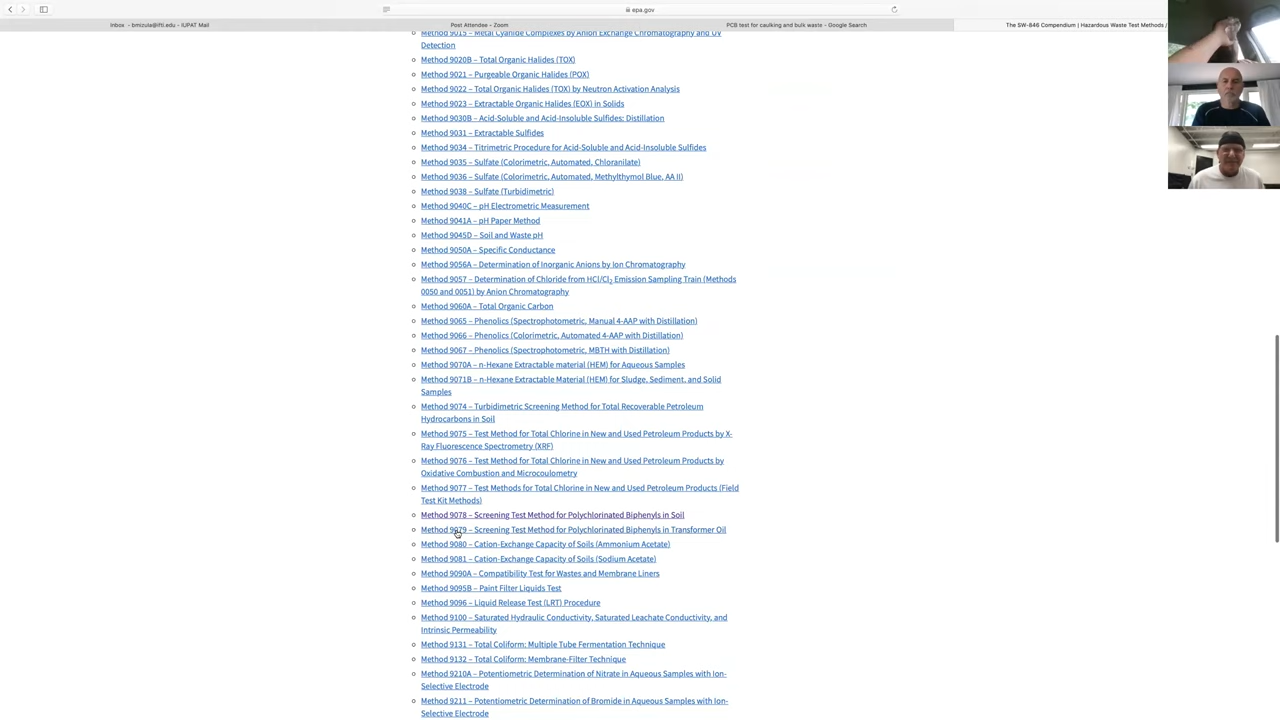 epa.gov
Inbox - bmizula@ifti.edu - IUPAT Mail
Post Attendee - Zoom
PCB test for caulking and bulk waste - Google Search
The SW-846 Compendium | Hazardous Waste Test Methods /
Method 9015 – Metal Cyanide Complexes by Anion Exchange Chromatography and UV
Detection
Method 9020B – Total Organic Halides (TOX)
Method 9021 – Purgeable Organic Halides (POX)
Method 9022 – Total Organic Halides (TOX) by Neutron Activation Analysis
Method 9023 – Extractable Organic Halides (EOX) in Solids
Method 9030B – Acid-Soluble and Acid-Insoluble Sulfides: Distillation
Method 9031 – Extractable Sulfides
Method 9034 – Titrimetric Procedure for Acid-Soluble and Acid-Insoluble Sulfides
Method 9035 – Sulfate (Colorimetric, Automated, Chloranilate)
Method 9036 – Sulfate (Colorimetric, Automated, Methylthymol Blue, AA II)
Method 9038 – Sulfate (Turbidimetric)
Method 9040C – pH Electrometric Measurement
Method 9041A – pH Paper Method
Method 9045D – Soil and Waste pH
Method 9050A – Specific Conductance
Method 9056A – Determination of Inorganic Anions by Ion Chromatography
Method 9057 – Determination of Chloride from HCl/Cl2 Emission Sampling Train (Methods
0050 and 0051) by Anion Chromatography
Method 9060A – Total Organic Carbon
Method 9065 – Phenolics (Spectrophotometric, Manual 4-AAP with Distillation)
Method 9066 – Phenolics (Colorimetric, Automated 4-AAP with Distillation)
Method 9067 – Phenolics (Spectrophotometric, MBTH with Distillation)
Method 9070A – n-Hexane Extractable material (HEM) for Aqueous Samples
Method 9071B – n-Hexane Extractable Material (HEM) for Sludge, Sediment, and Solid
Samples
Method 9074 – Turbidimetric Screening Method for Total Recoverable Petroleum
Hydrocarbons in Soil
Method 9075 – Test Method for Total Chlorine in New and Used Petroleum Products by X-
Ray Fluorescence Spectrometry (XRF)
Method 9076 – Test Method for Total Chlorine in New and Used Petroleum Products by
Oxidative Combustion and Microcoulometry
Method 9077 – Test Methods for Total Chlorine in New and Used Petroleum Products (Field
Test Kit Methods)
Method 9078 – Screening Test Method for Polychlorinated Biphenyls in Soil
Method 9079 – Screening Test Method for Polychlorinated Biphenyls in Transformer Oil
Method 9080 – Cation-Exchange Capacity of Soils (Ammonium Acetate)
Method 9081 – Cation-Exchange Capacity of Soils (Sodium Acetate)
Method 9090A – Compatibility Test for Wastes and Membrane Liners
Method 9095B – Paint Filter Liquids Test
Method 9096 – Liquid Release Test (LRT) Procedure
Method 9100 – Saturated Hydraulic Conductivity, Saturated Leachate Conductivity, and
Intrinsic Permeability
Method 9131 – Total Coliform: Multiple Tube Fermentation Technique
Method 9132 – Total Coliform: Membrane-Filter Technique
Method 9210A – Potentiometric Determination of Nitrate in Aqueous Samples with Ion-
Selective Electrode
Method 9211 – Potentiometric Determination of Bromide in Aqueous Samples with Ion-
Selective Electrode